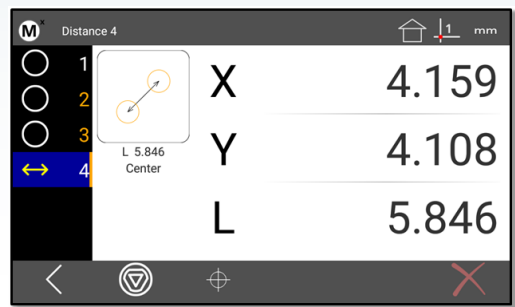 M x Distance 4 1 mm
1
2
3
4
L 5.846
Center
X 4.159
Y 4.108
L 5.846